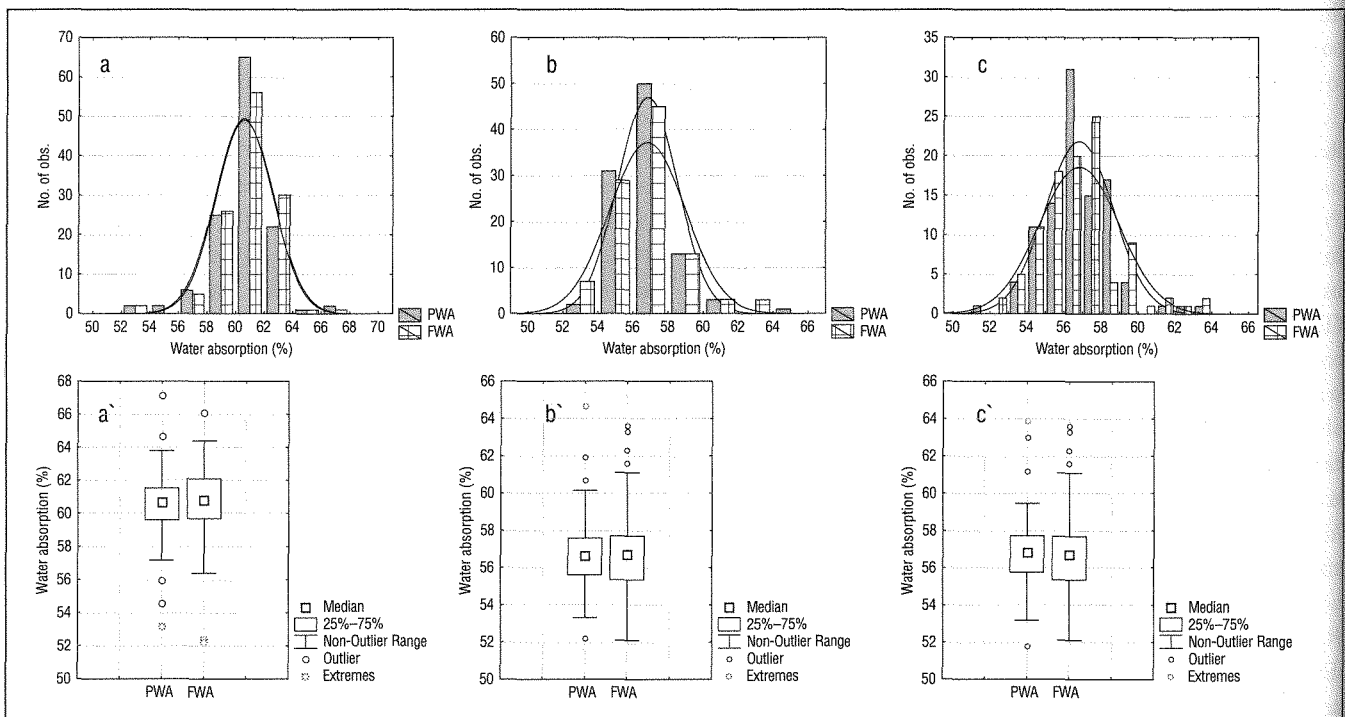 a
No. of obs.
70
60
50
40
30
20
10
0
50 52 54 56 58 60 62 64 66 68 70
Water absorption (%)
PWA
FWA
b
No. of obs.
60
50
40
30
20
10
0
50 52 54 56 58 60 62 64 66
Water absorption (%)
PWA
FWA
c
No. of obs.
35
30
25
20
15
10
5
0
50 52 54 56 58 60 62 64 66
Water absorption (%)
PWA
FWA
a`
Water absorption (%)
68
66
64
62
60
58
56
54
52
50
PWA FWA
Median
25%–75%
Non-Outlier Range
Outlier
Extremes
b`
Water absorption (%)
66
64
62
60
58
56
54
52
50
PWA FWA
Median
25%–75%
Non-Outlier Range
Outlier
Extremes
c`
Water absorption (%)
66
64
62
60
58
56
54
52
50
PWA FWA
Median
25%–75%
Non-Outlier Range
Outlier
Extremes